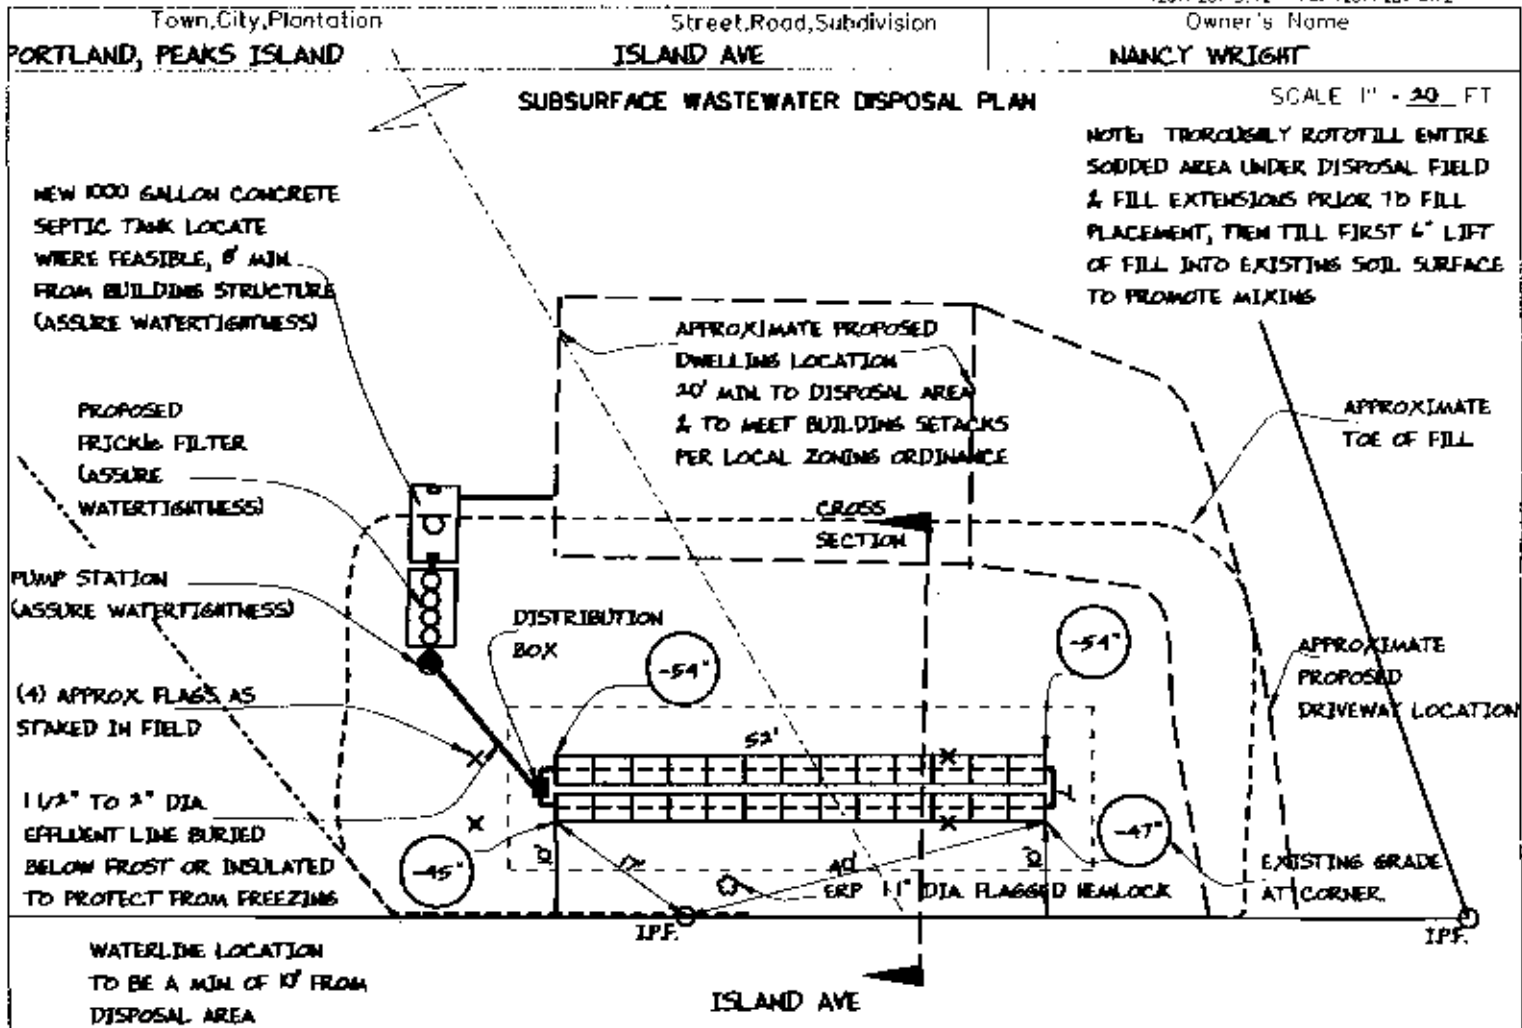 Town,City,Plantation
Street,Road,Subdivision
Owner's Name
PORTLAND, PEAKS ISLAND
ISLAND AVE
NANCY WRIGHT
SUBSURFACE WASTEWATER DISPOSAL PLAN
SCALE 1" - 20 FT
NOTE: THOROUGHLY ROTOTILL ENTIRE
SODDED AREA UNDER DISPOSAL FIELD
& FILL EXTENSIONS PRIOR TO FILL
PLACEMENT, THEN TILL FIRST 6" LIFT
OF FILL INTO EXISTING SOIL SURFACE
TO PROMOTE MIXING
NEW 1000 GALLON CONCRETE
SEPTIC TANK LOCATE
WHERE FEASIBLE, 8' MIN.
FROM BUILDING STRUCTURE
(ASSURE WATERTIGHTNESS)
APPROXIMATE PROPOSED
DWELLING LOCATION
20' MIN TO DISPOSAL AREA
& TO MEET BUILDING SETACKS
PER LOCAL ZONING ORDINANCE
PROPOSED
FRICKle FILTER
(ASSURE
WATERTIGHTNESS)
APPROXIMATE
TOE OF FILL
CROSS
SECTION
PUMP STATION
(ASSURE WATERTIGHTNESS)
DISTRIBUTION
BOX
-54"
-54"
APPROXIMATE
PROPOSED
DRIVEWAY LOCATION
(4) APPROX FLAGS AS
STAKED IN FIELD
52'
1 1/2" TO 2" DIA.
EFFLUENT LINE BURIED
BELOW FROST OR INSULATED
TO PROTECT FROM FREEZING
-45"
17'
40'
-47"
ERP 11" DIA. FLAGGED HEMLOCK
EXISTING GRADE
AT CORNER.
I.P.F.
I.P.F.
WATERLINE LOCATION
TO BE A MIN OF 10' FROM
DISPOSAL AREA
ISLAND AVE